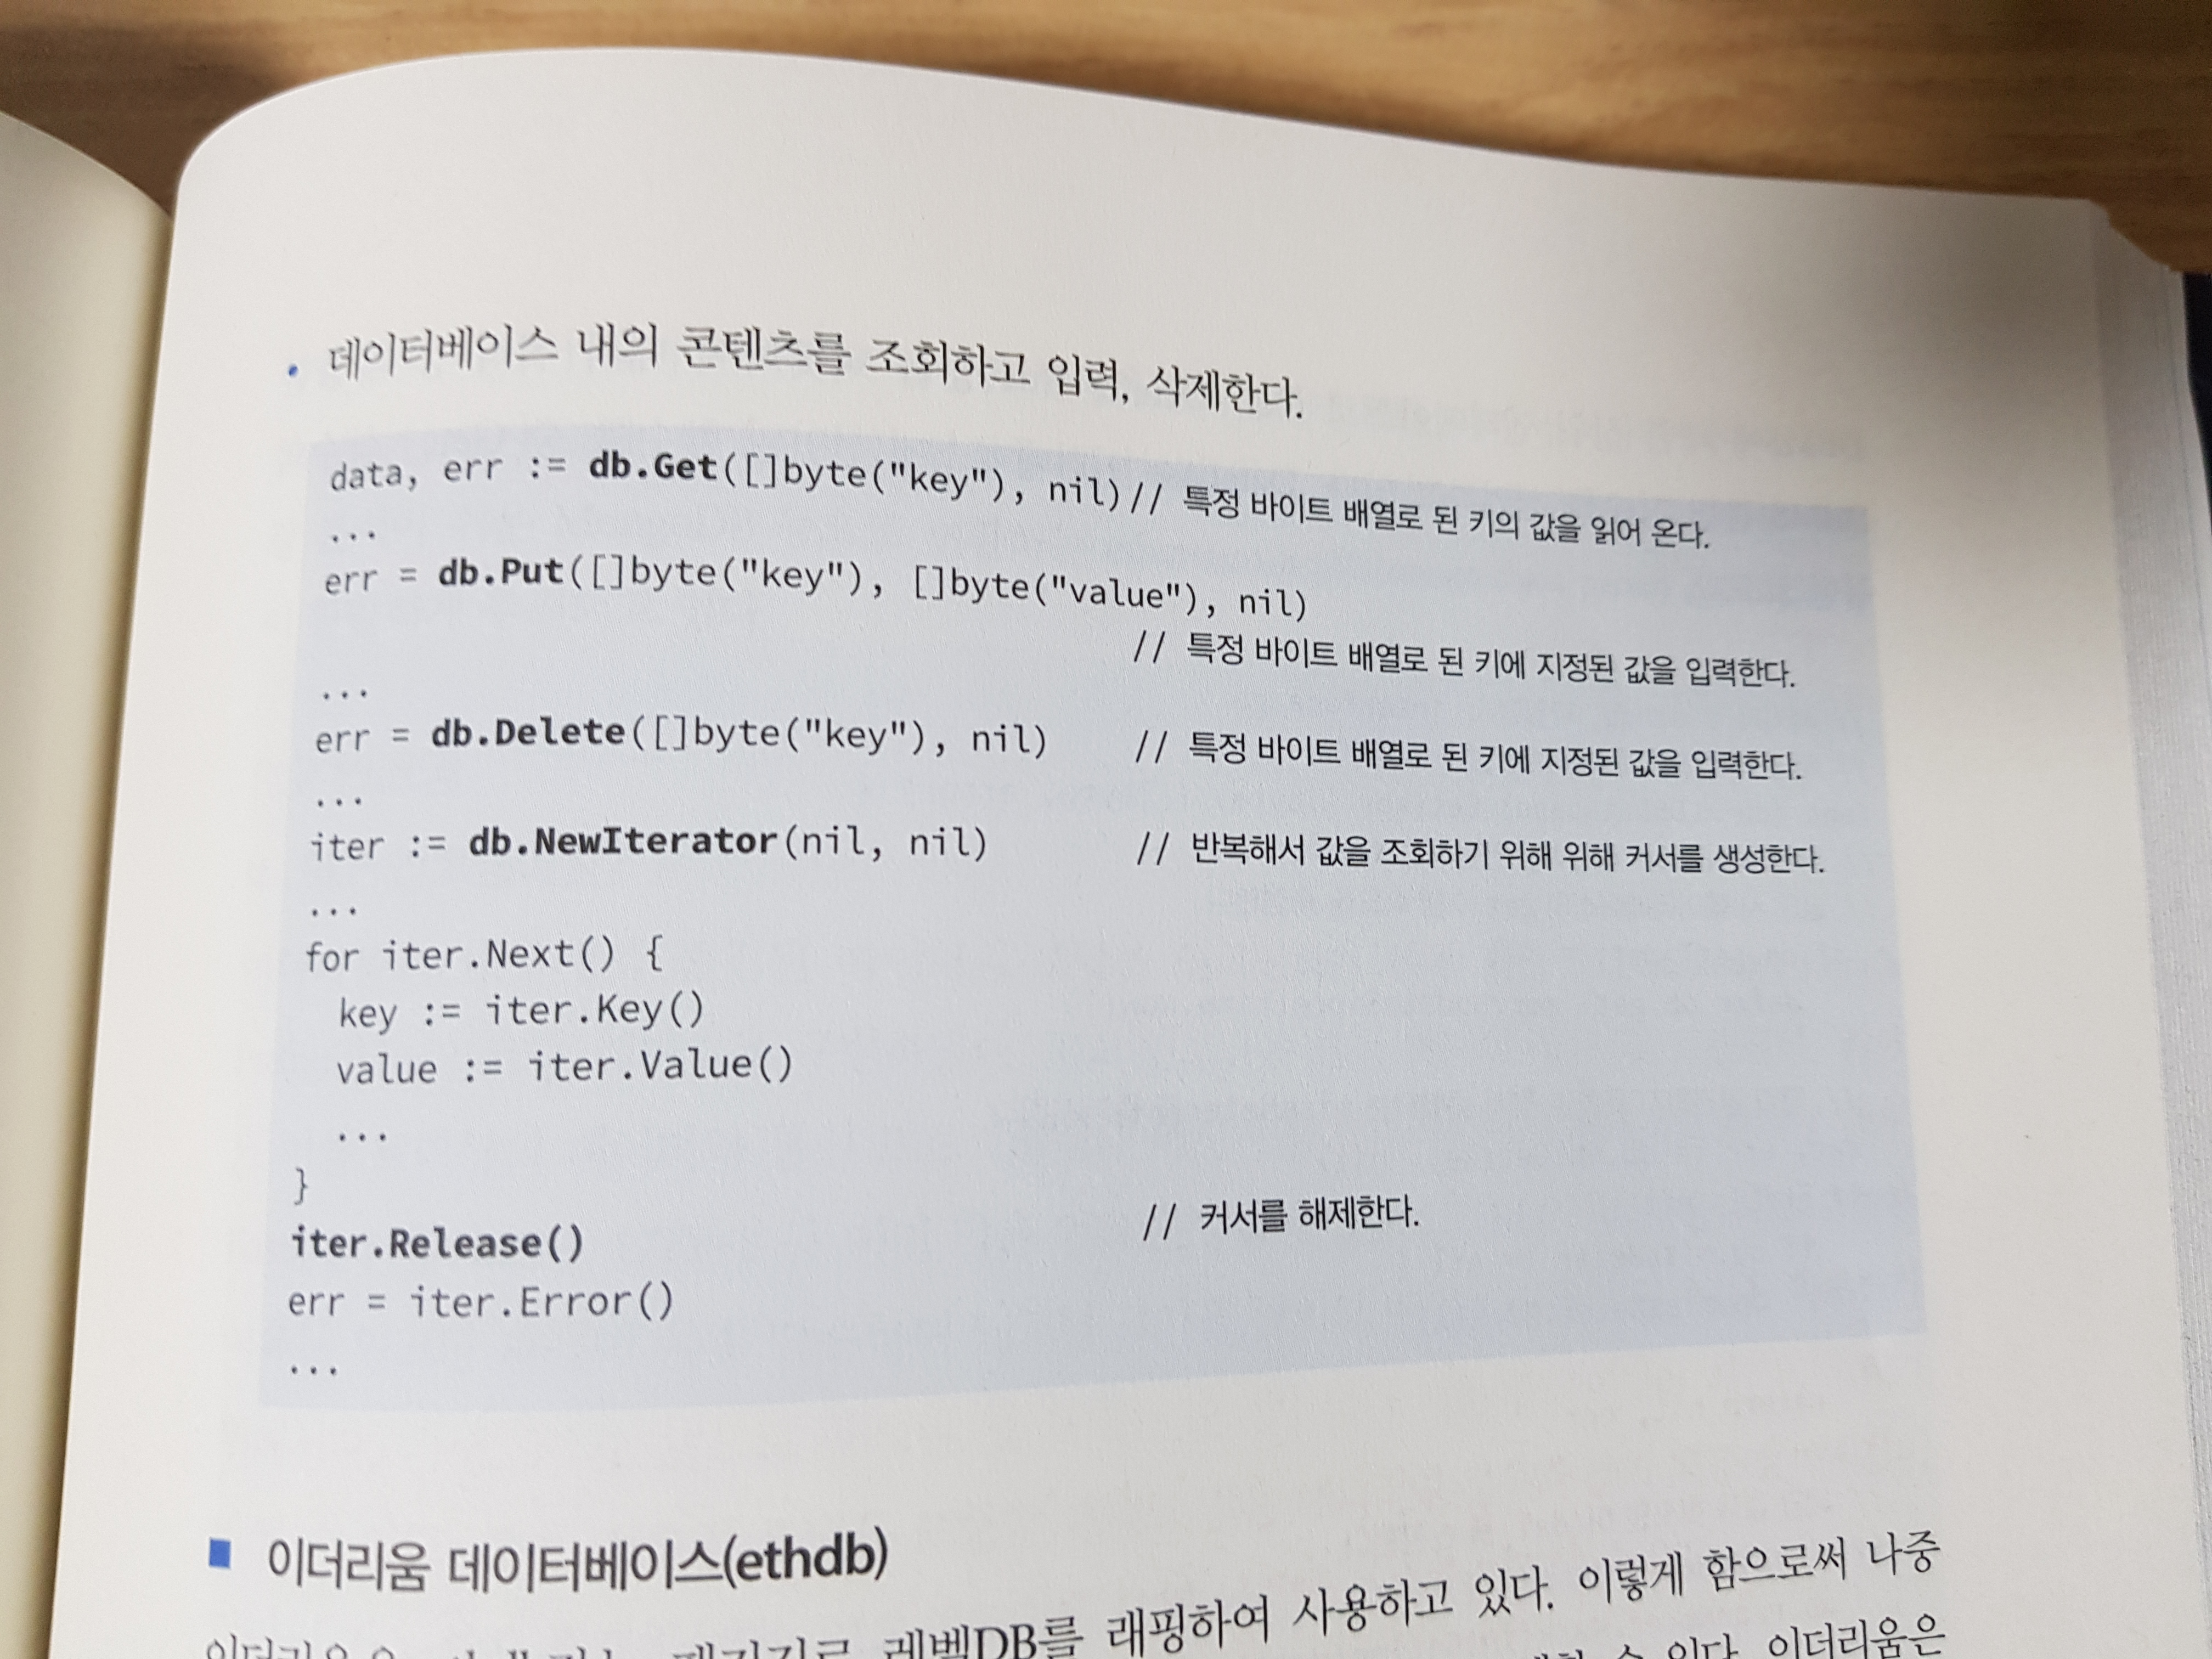 • 데이터베이스 내의 콘텐츠를 조회하고 입력, 삭제한다.
data, err := db.Get([]byte("key"), nil) // 특정 바이트 배열로 된 키의 값을 읽어 온다.
...
err = db.Put([]byte("key"), []byte("value"), nil)
// 특정 바이트 배열로 된 키에 지정된 값을 입력한다.
...
err = db.Delete([]byte("key"), nil) // 특정 바이트 배열로 된 키에 지정된 값을 입력한다.
...
iter := db.NewIterator(nil, nil) // 반복해서 값을 조회하기 위해 위해 커서를 생성한다.
...
for iter.Next() {
key := iter.Key()
value := iter.Value()
...
}
iter.Release() // 커서를 해제한다.
err = iter.Error()
...
■ 이더리움 데이터베이스(ethdb)
레벨DB를 래핑하여 사용하고 있다. 이렇게 함으로써 나중
있다 이더리움은